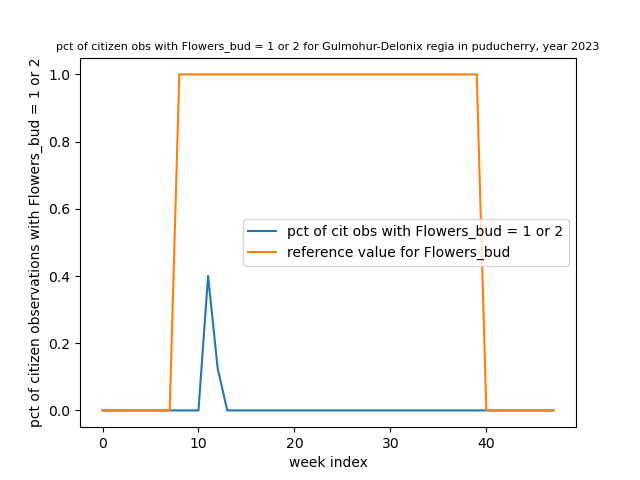 pct of citizen obs with Flowers_bud = 1 or 2 for Gulmohur-Delonix regia in puducherry, year 2023
pct of citizen observations with Flowers_bud = 1 or 2
1.0
0.8
0.6
0.4
0.2
0.0
pct of cit obs with Flowers_bud = 1 or 2
reference value for Flowers_bud
0 10 20 30 40
week index